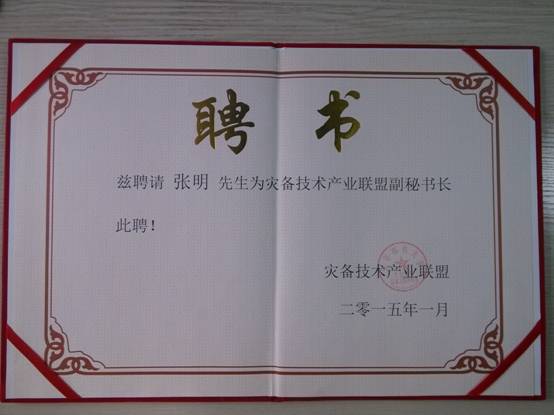 聘书
兹聘请 张明 先生为灾备技术产业联盟副秘书长
此聘！
灾备技术产业联盟
二零一五年一月